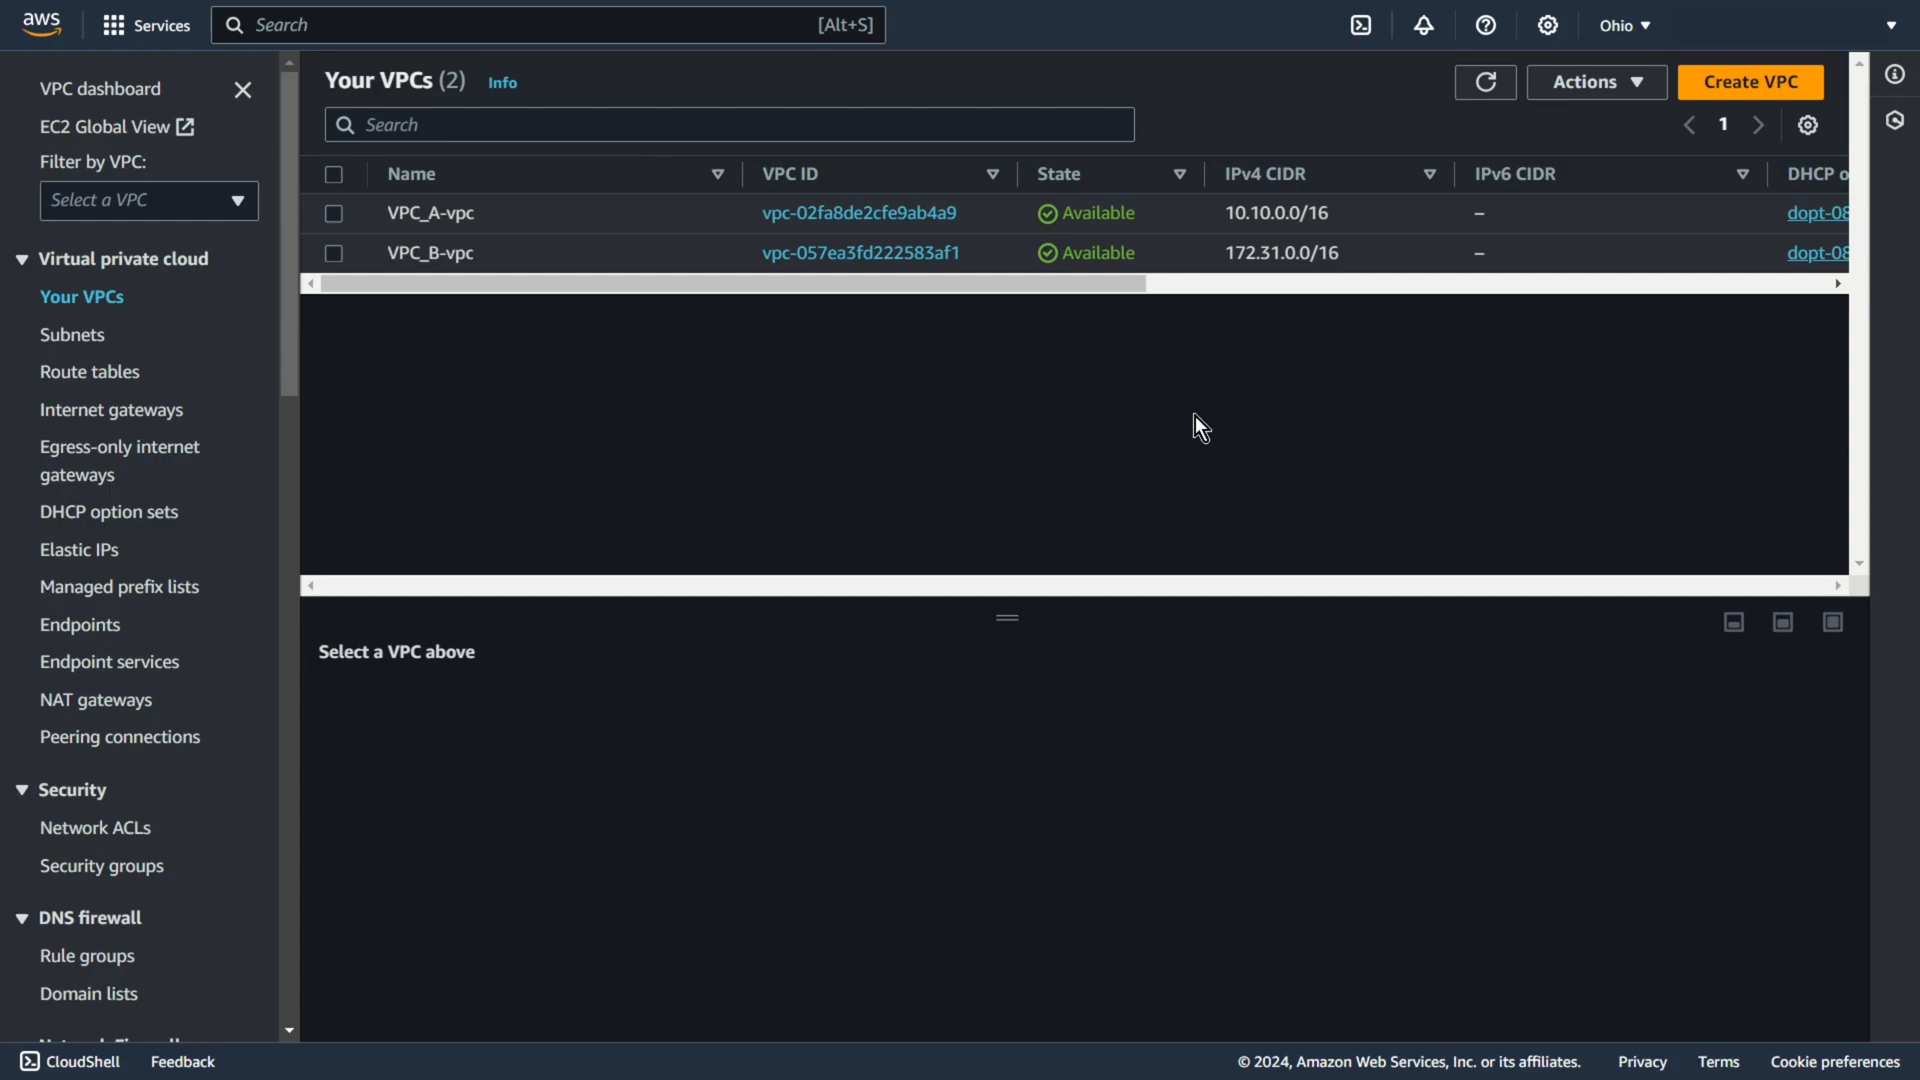 aws
Services
Search
[Alt+S]
Ohio
VPC dashboard
EC2 Global View
Filter by VPC:
Select a VPC
Virtual private cloud
Your VPCs
Subnets
Route tables
Internet gateways
Egress-only internet
gateways
DHCP option sets
Elastic IPs
Managed prefix lists
Endpoints
Endpoint services
NAT gateways
Peering connections
Security
Network ACLs
Security groups
DNS firewall
Rule groups
Domain lists
Your VPCs (2) Info
Actions
Create VPC
Search
1
Name VPC ID State IPv4 CIDR IPv6 CIDR DHCP o
VPC_A-vpc vpc-02fa8de2cfe9ab4a9 Available 10.10.0.0/16 – dopt-08
VPC_B-vpc vpc-057ea3fd222583af1 Available 172.31.0.0/16 – dopt-08
Select a VPC above
CloudShell Feedback © 2024, Amazon Web Services, Inc. or its affiliates. Privacy Terms Cookie preferences